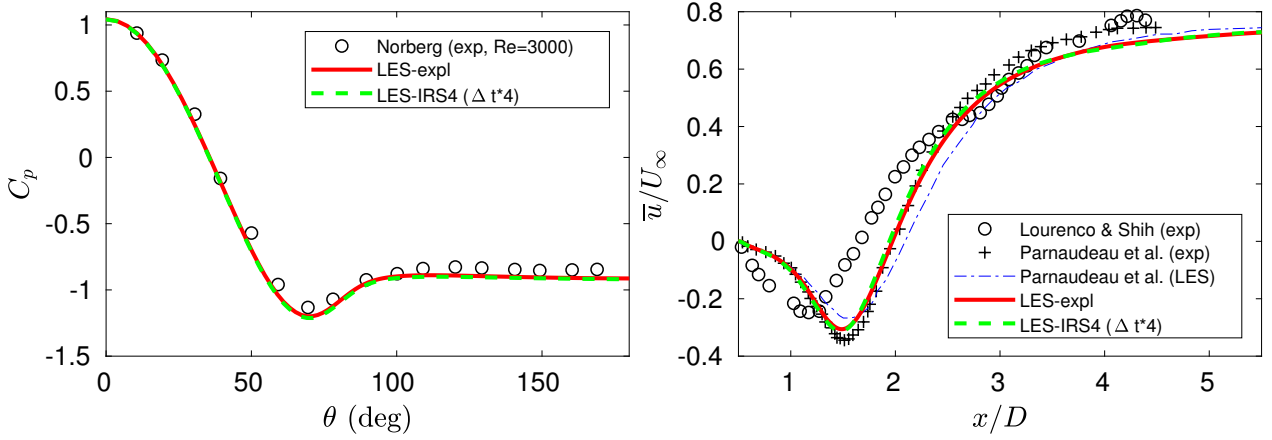 1
0.5
0
-0.5
-1
-1.5
C_p
0 50 100 150
θ (deg)
Norberg (exp, Re=3000)
LES-expl
LES-IRS4 (Δ t*4)
0.8
0.6
0.4
0.2
0
-0.2
-0.4
u̅/U_∞
1 2 3 4 5
x/D
Lourenco & Shih (exp)
Parnaudeau et al. (exp)
Parnaudeau et al. (LES)
LES-expl
LES-IRS4 (Δ t*4)